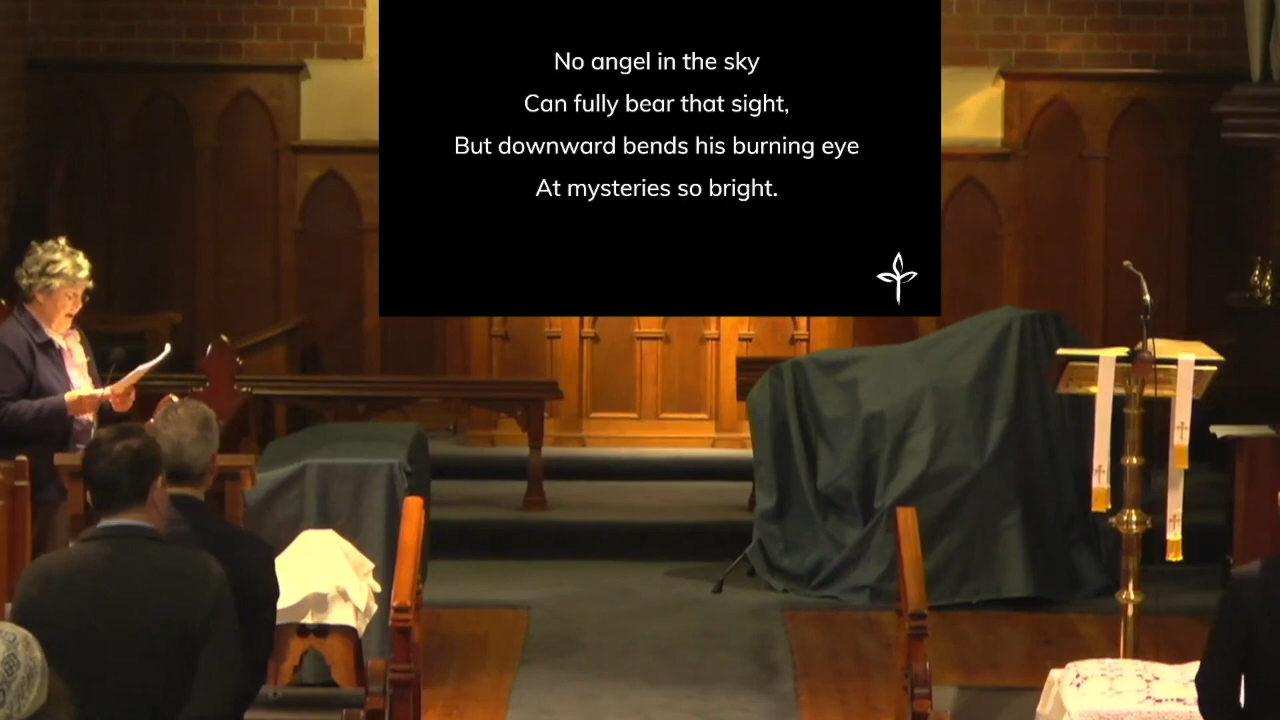 No angel in the sky
Can fully bear that sight,
But downward bends his burning eye
At mysteries so bright.